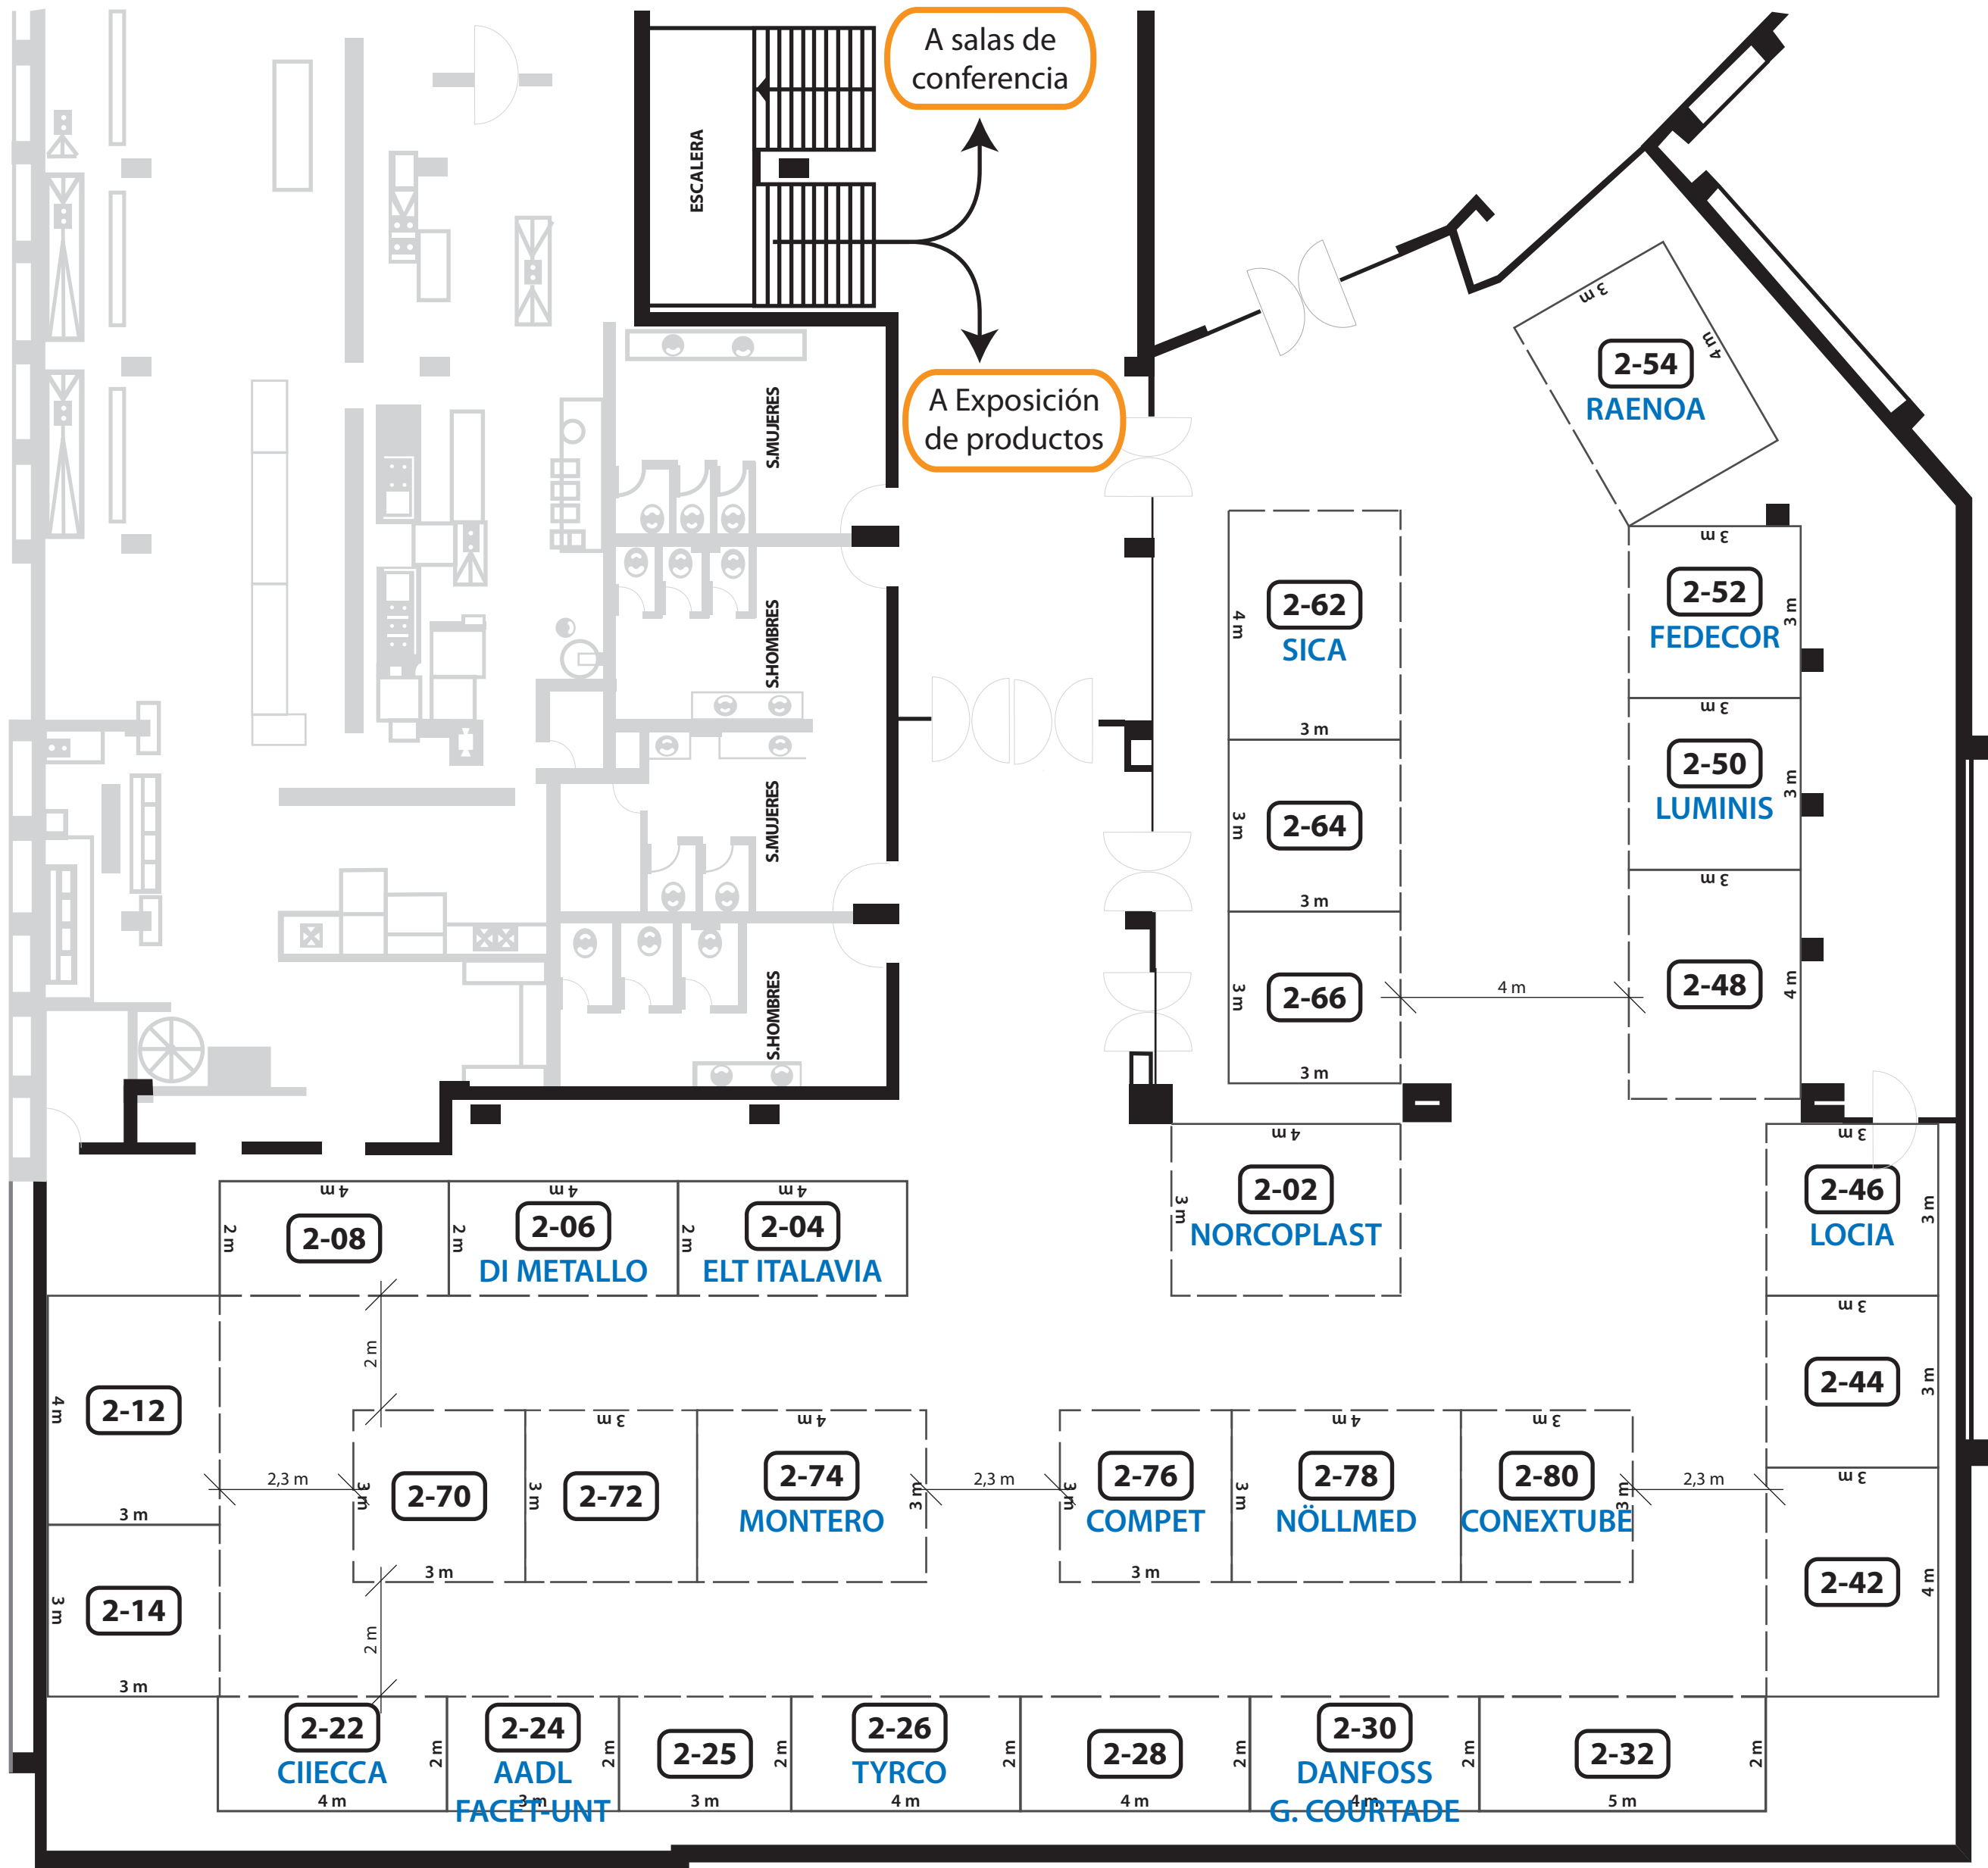 A salas de
conferencia
ESCALERA
A Exposición
de productos
S.MUJERES
S.HOMBRES
S.MUJERES
S.HOMBRES
3 m
4 m
2-54
RAENOA
3 m
2-52
FEDECOR
3 m
4 m
2-62
SICA
3 m
3 m
2-50
LUMINIS
3 m
3 m
2-64
3 m
3 m
2-48
4 m
3 m
2-66
3 m
4 m
4 m
3 m
2-02
NORCOPLAST
3 m
2-46
LOCIA
3 m
4 m
2 m
2-08
4 m
2 m
2-06
DI METALLO
4 m
2 m
2-04
ELT ITALAVIA
2 m
4 m
2-12
3 m
3 m
2-44
3 m
2,3 m
3 m
2-70
3 m
3 m
3 m
2-72
4 m
2-74
MONTERO
3 m
2,3 m
3 m
2-76
COMPET
3 m
4 m
3 m
2-78
NÖLLMED
3 m
2-80
CONEXTUBE
3 m
2,3 m
3 m
2-42
4 m
3 m
2-14
3 m
2 m
2-22
CIIECCA
4 m
2 m
2-24
AADL
FACET-UNT
3 m
2 m
2-25
3 m
2 m
2-26
TYRCO
4 m
2 m
2-28
4 m
2 m
2-30
DANFOSS
G. COURTADE
4 m
2 m
2-32
5 m
2 m